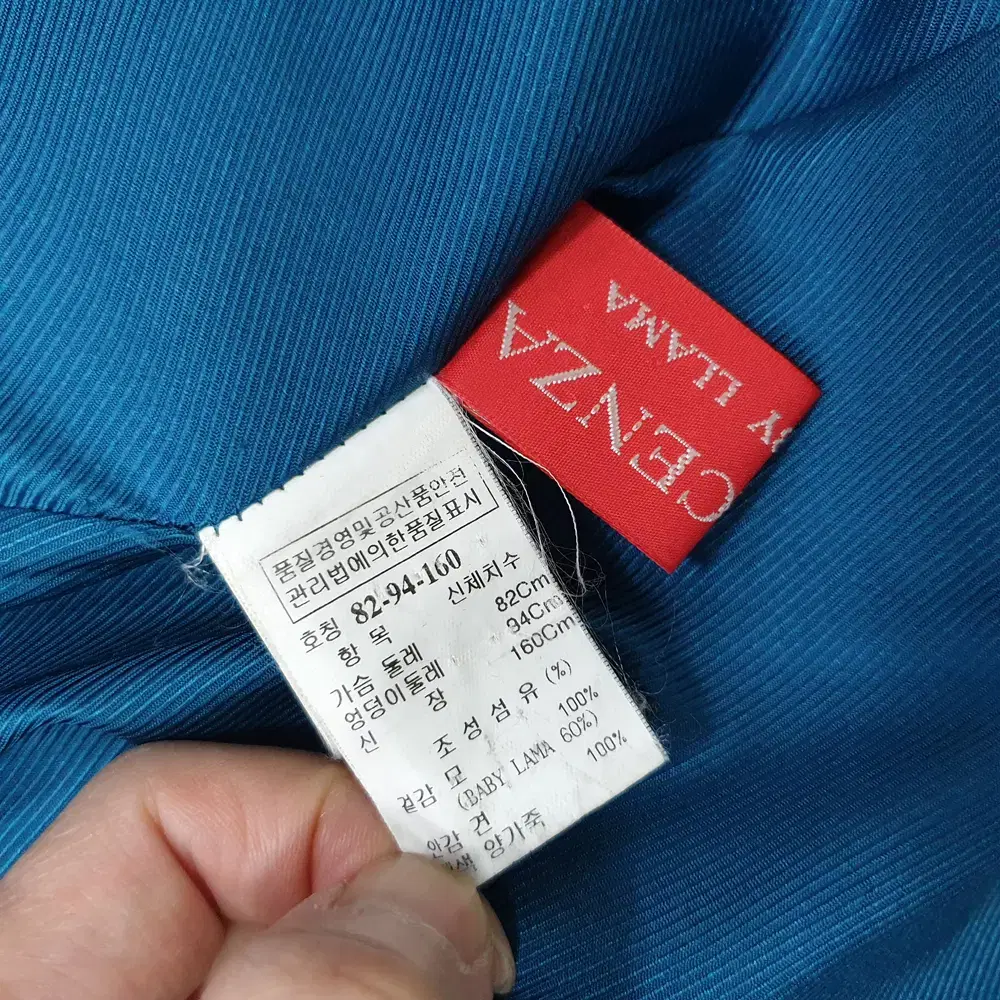 CENZA
BY LLAMA
품질경영및공산품안전
관리법에의한품질표시
호칭 82-94-160
항 목 신체치수
가슴 둘레 82Cm
엉덩이둘레 94Cm
신 장 160Cm
조 성 섬 유 (%)
겉감 모 100%
(BABY LAMA 60%)
안감 견 100%
양가죽